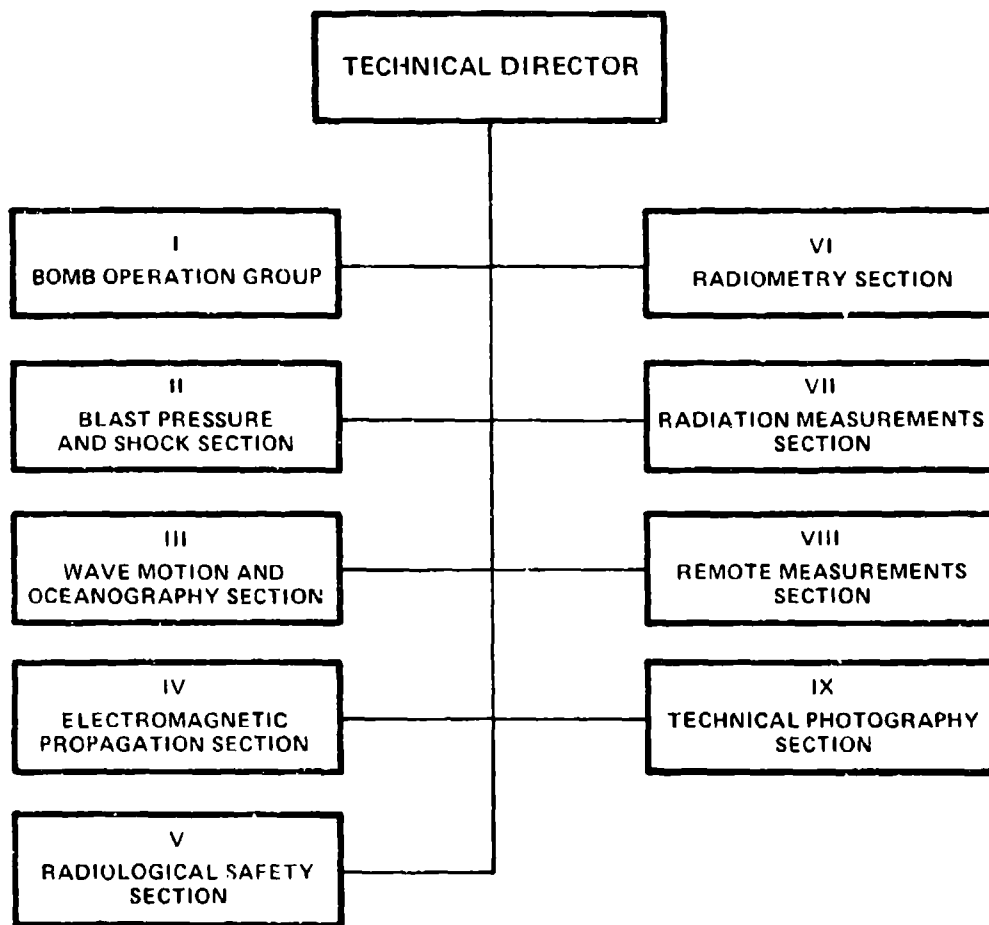 TECHNICAL DIRECTOR
I
BOMB OPERATION GROUP
II
BLAST PRESSURE
AND SHOCK SECTION
III
WAVE MOTION AND
OCEANOGRAPHY SECTION
IV
ELECTROMAGNETIC
PROPAGATION SECTION
V
RADIOLOGICAL SAFETY
SECTION
VI
RADIOMETRY SECTION
VII
RADIATION MEASUREMENTS
SECTION
VIII
REMOTE MEASUREMENTS
SECTION
IX
TECHNICAL PHOTOGRAPHY
SECTION